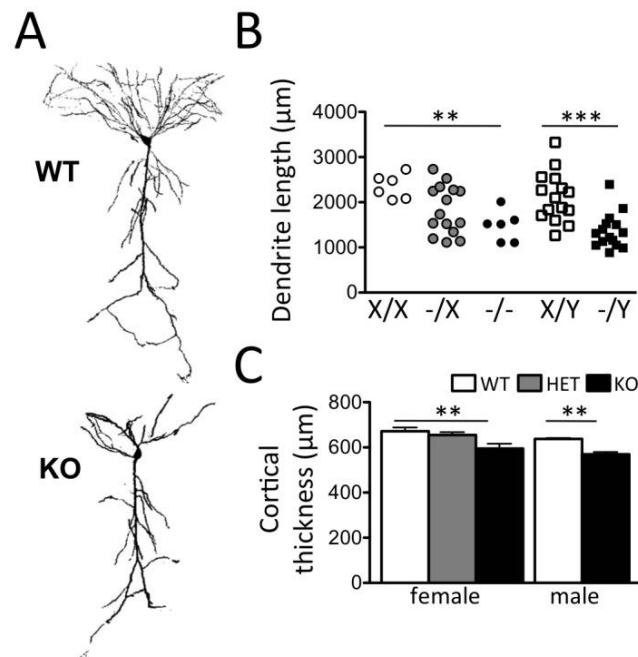 A
WT
KO
B
Dendrite length (µm)
4000
3000
2000
1000
0
** ***
X/X -/X -/- X/Y -/Y
C
WT HET KO
Cortical
thickness (µm)
800
600
400
200
0
** **
female male